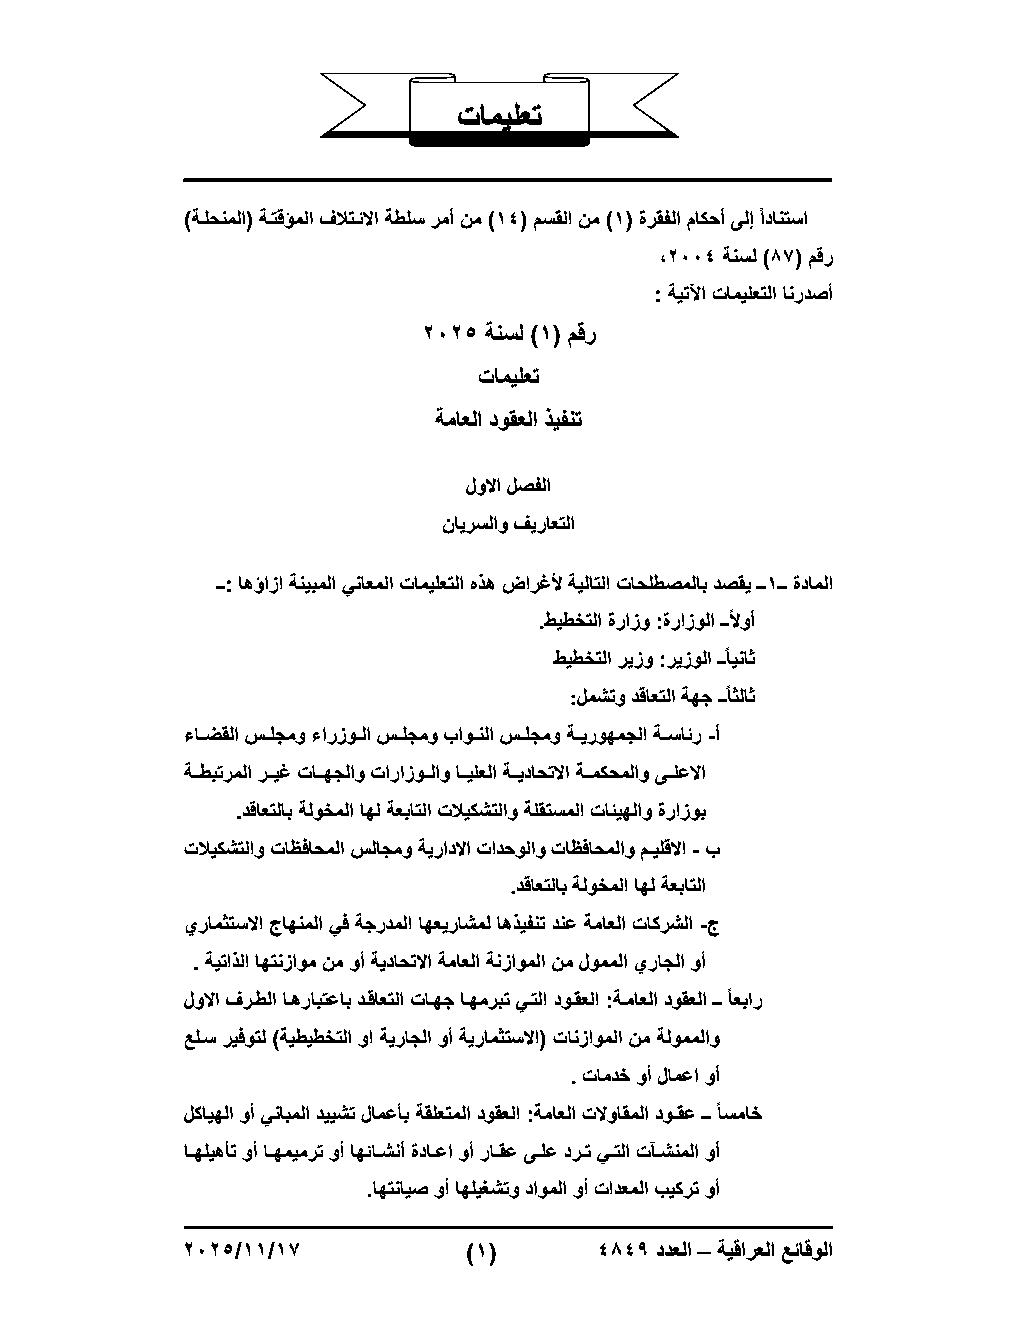 تعليمات
استناداً إلى أحكام الفقرة (١) من القسم (١٤) من أمر سلطة الائتلاف المؤقتة (المنحلة)
رقم (٨٧) لسنة ٢٠٠٤،
أصدرنا التعليمات الآتية :
رقم (١) لسنة ٢٠٢٥
تعليمات
تنفيذ العقود العامة
الفصل الاول
التعاريف والسريان
المادة –١– يقصد بالمصطلحات التالية لأغراض هذه التعليمات المعاني المبينة ازاؤها :–
أولاً– الوزارة: وزارة التخطيط.
ثانياً– الوزير: وزير التخطيط
ثالثاً– جهة التعاقد وتشمل:
أ- رئاسة الجمهورية ومجلس النواب ومجلس الوزراء ومجلس القضاء
الاعلى والمحكمة الاتحادية العليا والوزارات والجهات غير المرتبطة
بوزارة والهيئات المستقلة والتشكيلات التابعة لها المخولة بالتعاقد.
ب - الاقليم والمحافظات والوحدات الادارية ومجالس المحافظات والتشكيلات
التابعة لها المخولة بالتعاقد.
ج- الشركات العامة عند تنفيذها لمشاريعها المدرجة في المنهاج الاستثماري
أو الجاري الممول من الموازنة العامة الاتحادية أو من موازنتها الذاتية .
رابعاً – العقود العامة: العقود التي تبرمها جهات التعاقد باعتبارها الطرف الاول
والممولة من الموازنات (الاستثمارية أو الجارية او التخطيطية) لتوفير سلع
أو اعمال أو خدمات .
خامساً – عقود المقاولات العامة: العقود المتعلقة بأعمال تشييد المباني أو الهياكل
أو المنشآت التي ترد على عقار أو اعادة أنشائها أو ترميمها أو تأهيلها
أو تركيب المعدات أو المواد وتشغيلها أو صيانتها.
الوقائع العراقية – العدد ٤٨٤٩ (١) ٢٠٢٥/١١/١٧